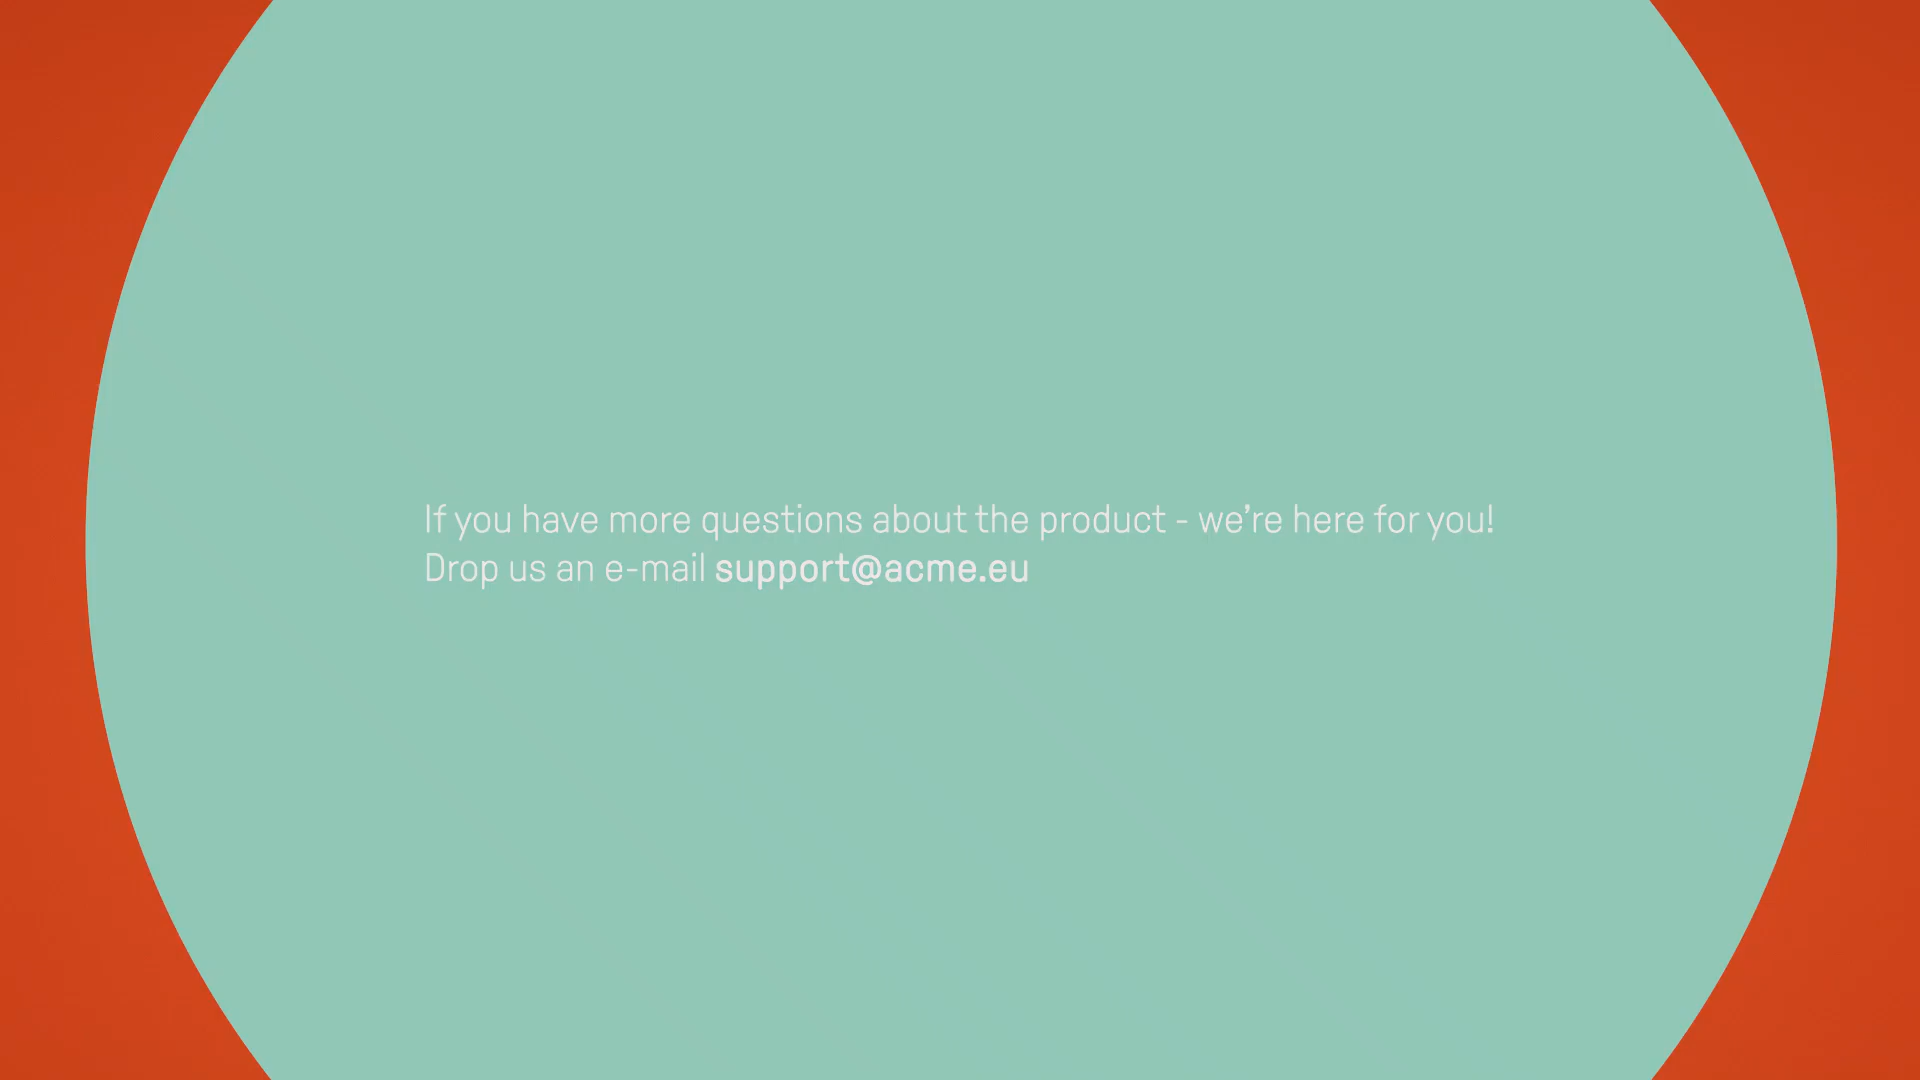 If you have more questions about the product - we’re here for you!
Drop us an e-mail support@acme.eu